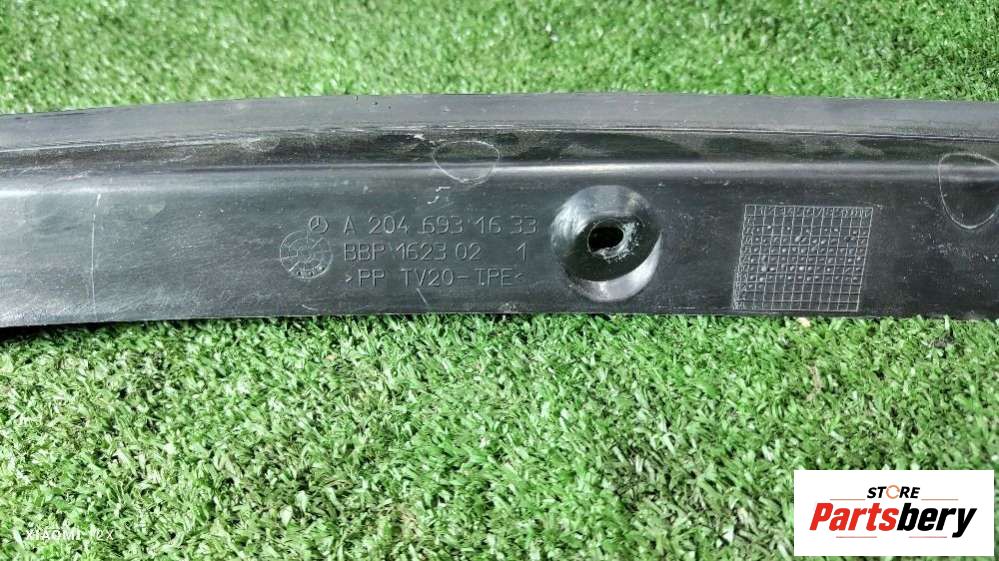 A 204 693 16 33
BBP 1623 02 1
>PP TV20-TPE<
XIAOMI 12X
STORE
Partsbery